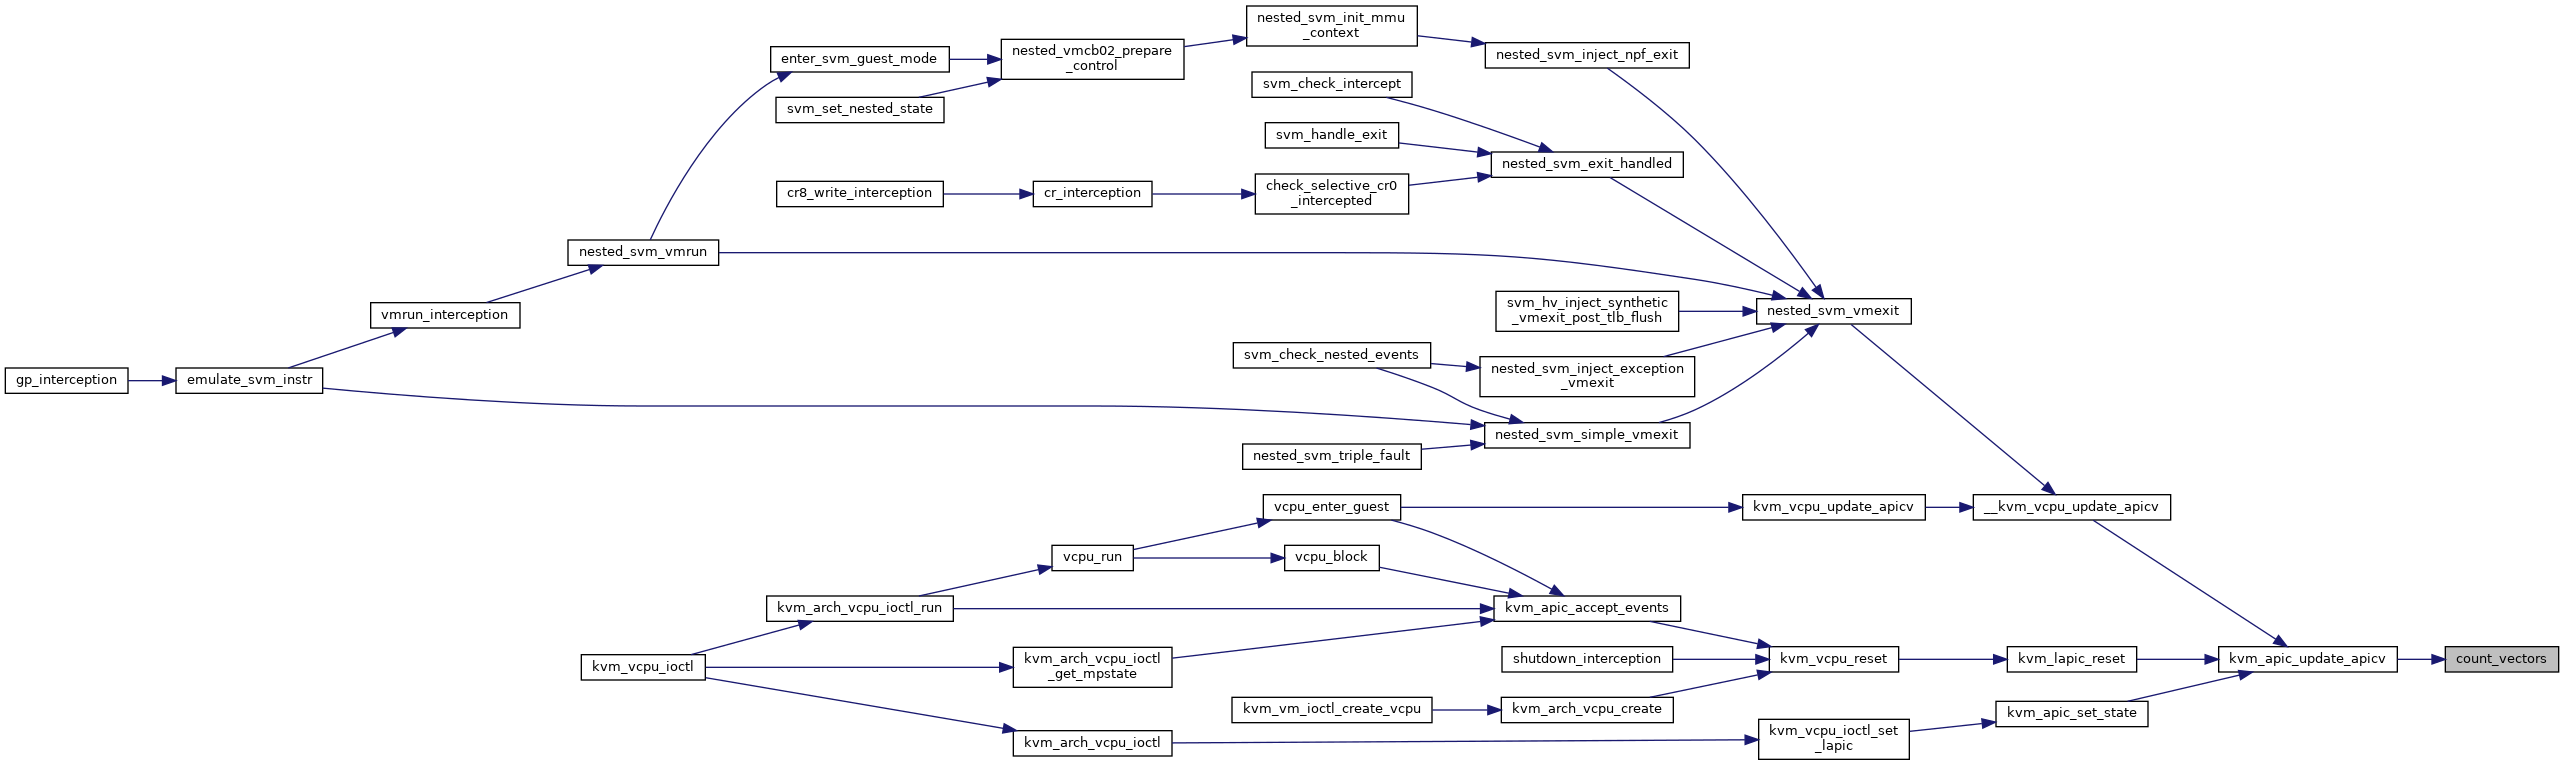 nested_svm_init_mmu
_context
nested_vmcb02_prepare
_control
enter_svm_guest_mode
nested_svm_inject_npf_exit
svm_check_intercept
svm_set_nested_state
svm_handle_exit
nested_svm_exit_handled
cr8_write_interception
cr_interception
check_selective_cr0
_intercepted
nested_svm_vmrun
svm_hv_inject_synthetic
_vmexit_post_tlb_flush
nested_svm_vmexit
vmrun_interception
svm_check_nested_events
nested_svm_inject_exception
_vmexit
gp_interception
emulate_svm_instr
nested_svm_simple_vmexit
nested_svm_triple_fault
vcpu_enter_guest
kvm_vcpu_update_apicv
__kvm_vcpu_update_apicv
vcpu_run
vcpu_block
kvm_arch_vcpu_ioctl_run
kvm_apic_accept_events
kvm_vcpu_ioctl
kvm_arch_vcpu_ioctl
_get_mpstate
shutdown_interception
kvm_vcpu_reset
kvm_lapic_reset
kvm_apic_update_apicv
count_vectors
kvm_vm_ioctl_create_vcpu
kvm_arch_vcpu_create
kvm_apic_set_state
kvm_arch_vcpu_ioctl
kvm_vcpu_ioctl_set
_lapic